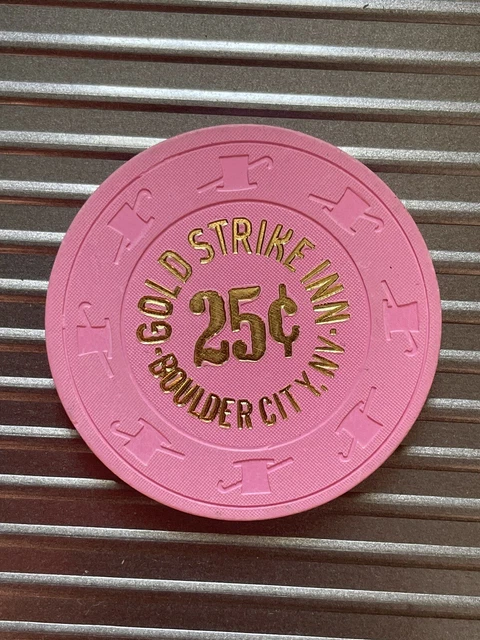 GOLD STRIKE INN
25¢
·BOULDER CITY, NV·